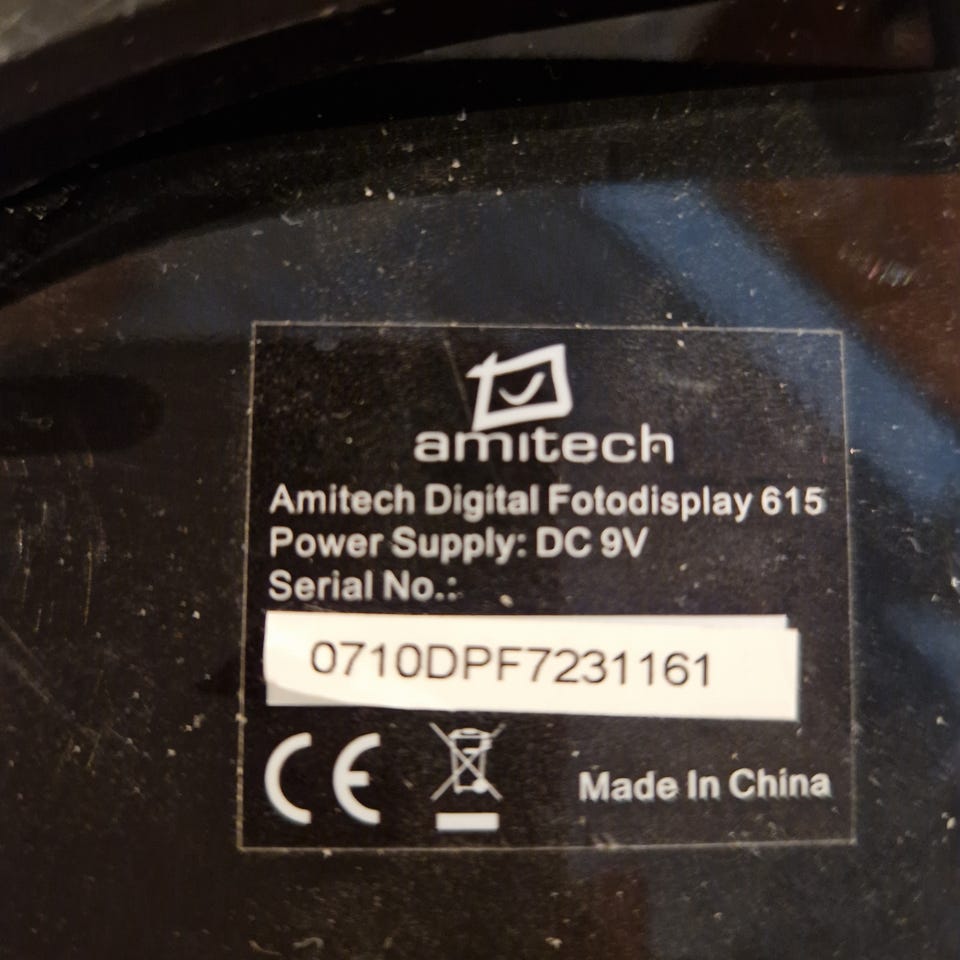 amitech
Amitech Digital Fotodisplay 615
Power Supply: DC 9V
Serial No.:
0710DPF7231161
CE
Made In China